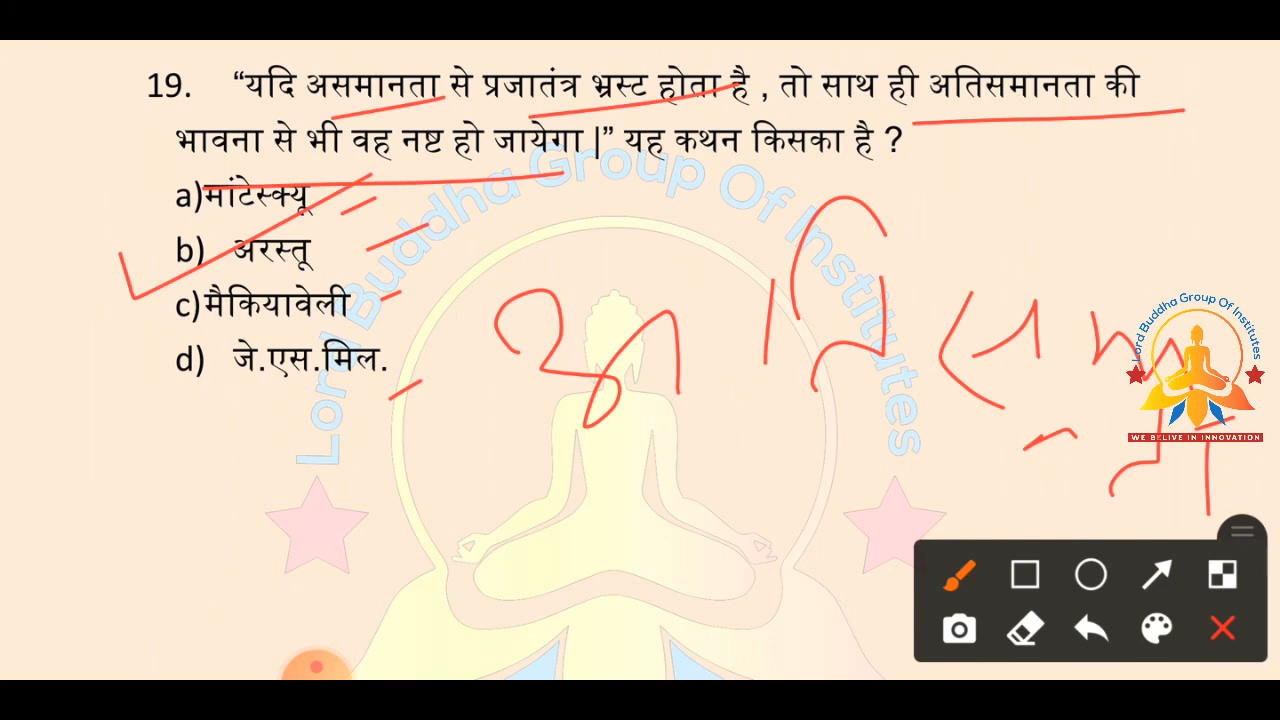 19. “यदि असमानता से प्रजातंत्र भ्रस्ट होता है , तो साथ ही अतिसमानता की
भावना से भी वह नष्ट हो जायेगा |” यह कथन किसका है ?
a)मांटेस्क्यू
b) अरस्तू
c)मैकियावेली
d) जे.एस.मिल.
Lord Buddha Group Of Institutes
Lord Buddha Group Of Institutes
WE BELIVE IN INNOVATION